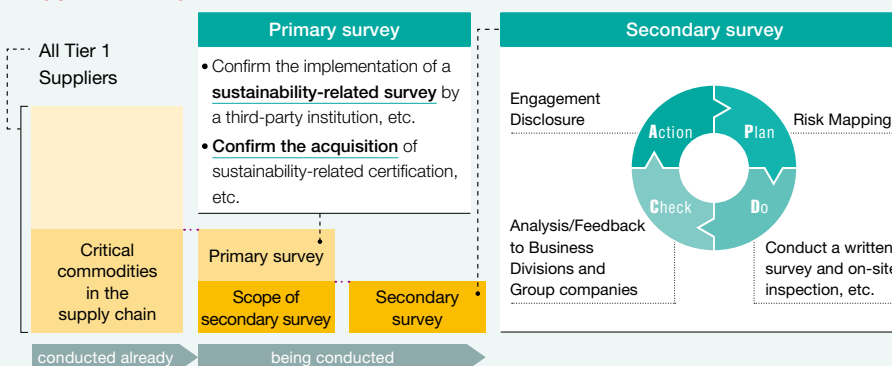 All Tier 1
Suppliers
Critical
commodities
in the
supply chain
Primary survey
• Confirm the implementation of a
sustainability-related survey by
a third-party institution, etc.
• Confirm the acquisition of
sustainability-related certification,
etc.
Primary survey
Scope of
secondary survey
Secondary
survey
conducted already
being conducted
Secondary survey
Engagement
Disclosure
Action
Plan
Risk Mapping
Check
Do
Analysis/Feedback
to Business
Divisions and
Group companies
Conduct a written
survey and on-site
inspection, etc.